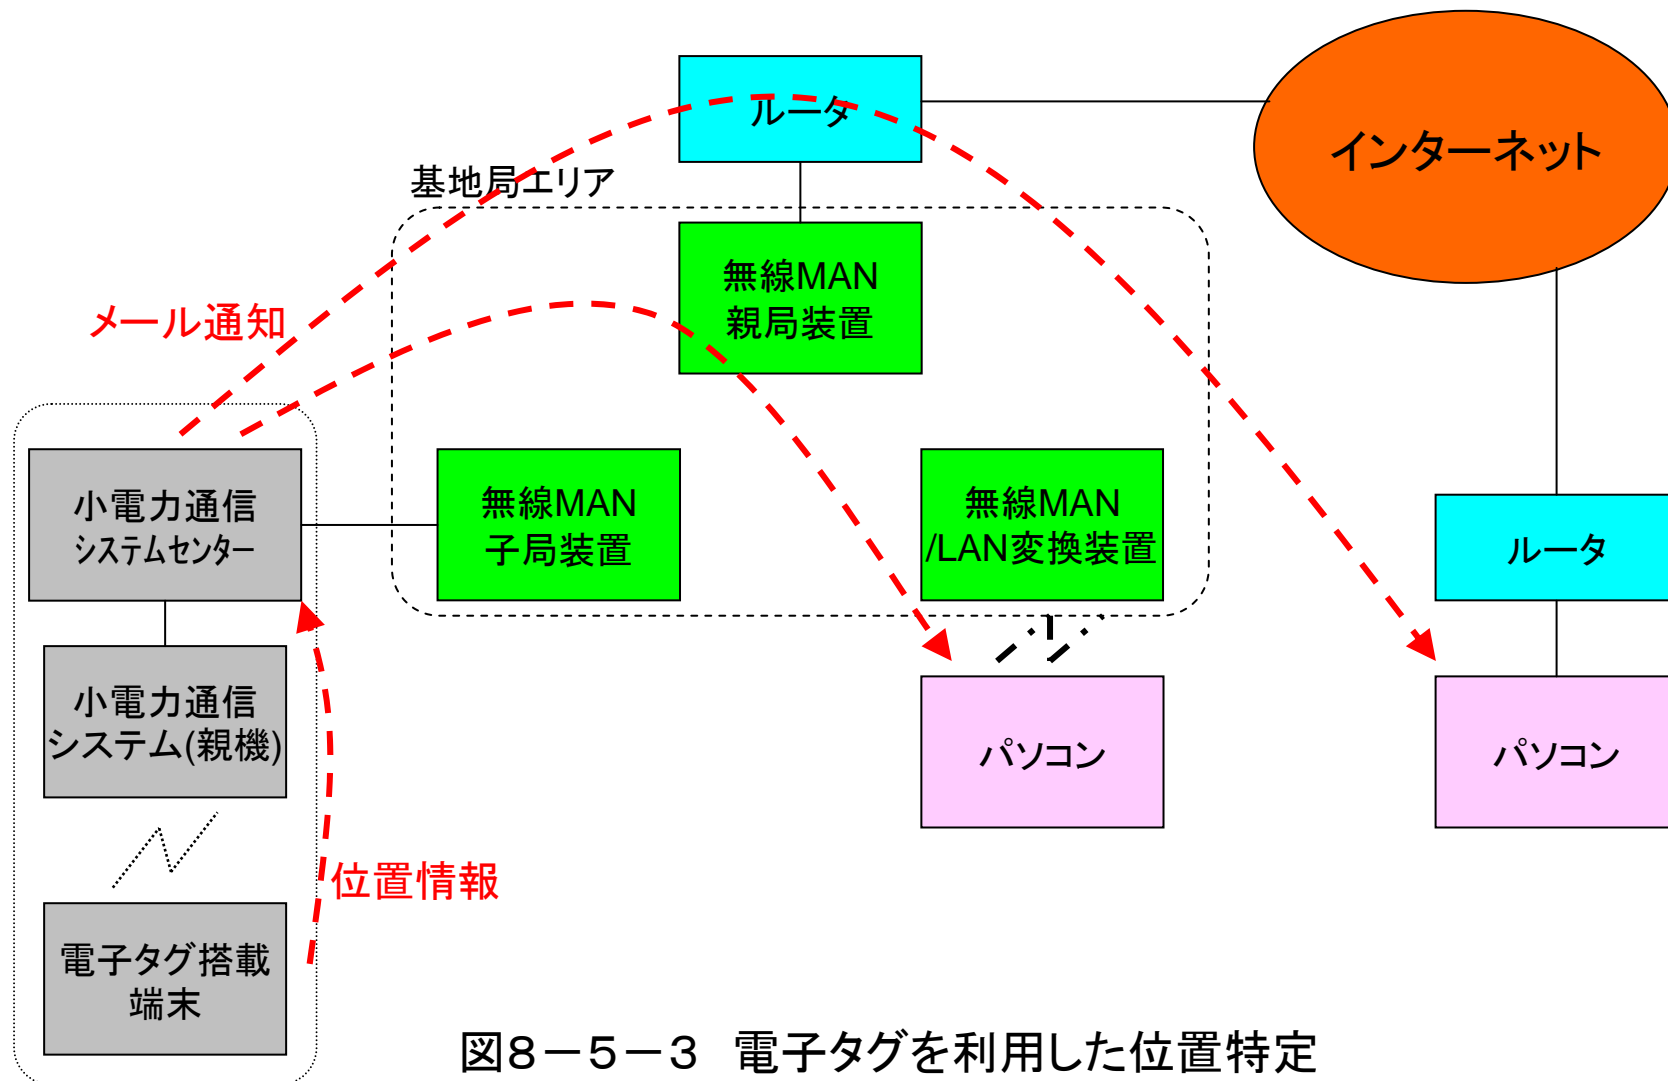 ルータ
インターネット
基地局エリア
無線MAN
親局装置
メール通知
小電力通信
システムセンター
無線MAN
子局装置
無線MAN
/LAN変換装置
ルータ
小電力通信
システム(親機)
パソコン
パソコン
位置情報
電子タグ搭載
端末
図8－5－3 電子タグを利用した位置特定